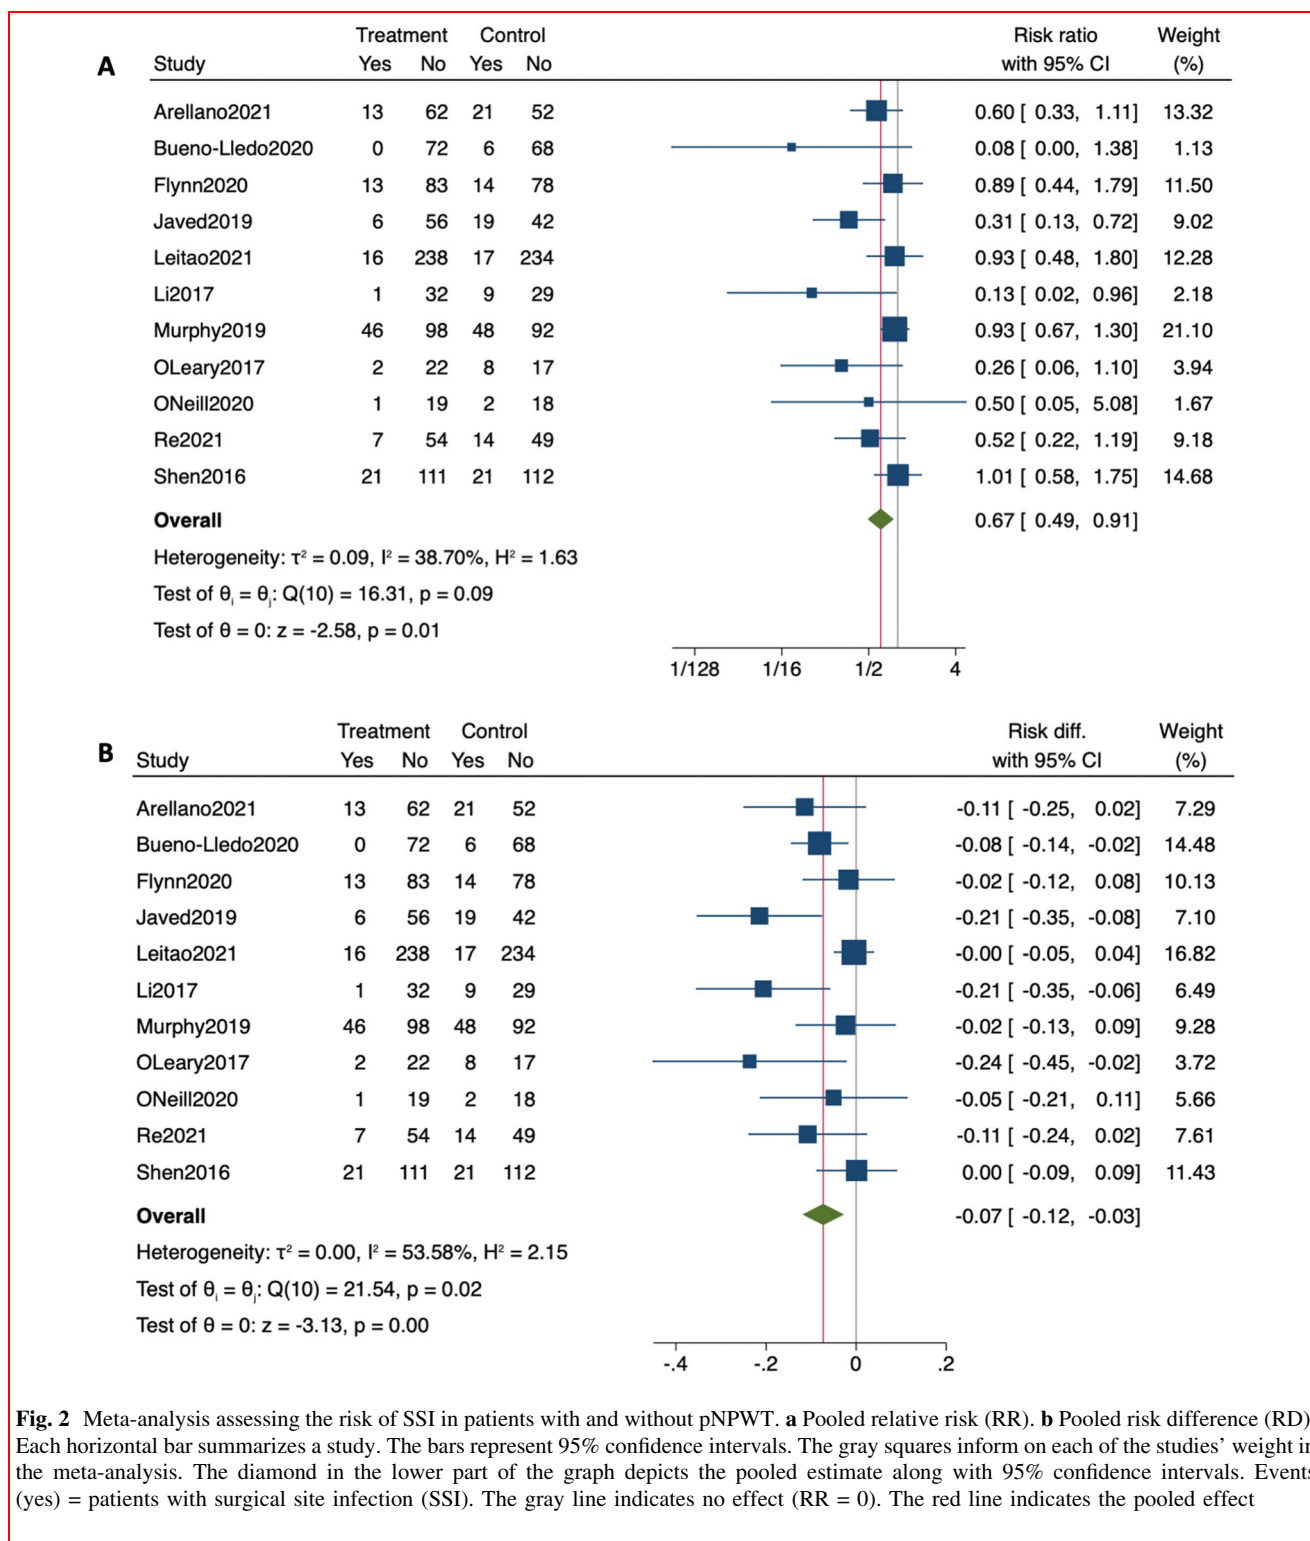 Treatment Control Risk ratio Weight
A Study Yes No Yes No with 95% CI (%)
Arellano2021 13 62 21 52 0.60 [ 0.33, 1.11] 13.32
Bueno-Lledo2020 0 72 6 68 0.08 [ 0.00, 1.38] 1.13
Flynn2020 13 83 14 78 0.89 [ 0.44, 1.79] 11.50
Javed2019 6 56 19 42 0.31 [ 0.13, 0.72] 9.02
Leitao2021 16 238 17 234 0.93 [ 0.48, 1.80] 12.28
Li2017 1 32 9 29 0.13 [ 0.02, 0.96] 2.18
Murphy2019 46 98 48 92 0.93 [ 0.67, 1.30] 21.10
OLeary2017 2 22 8 17 0.26 [ 0.06, 1.10] 3.94
ONeill2020 1 19 2 18 0.50 [ 0.05, 5.08] 1.67
Re2021 7 54 14 49 0.52 [ 0.22, 1.19] 9.18
Shen2016 21 111 21 112 1.01 [ 0.58, 1.75] 14.68
Overall 0.67 [ 0.49, 0.91]
Heterogeneity: τ² = 0.09, I² = 38.70%, H² = 1.63
Test of θᵢ = θⱼ: Q(10) = 16.31, p = 0.09
Test of θ = 0: z = -2.58, p = 0.01
1/128 1/16 1/2 4
Treatment Control Risk diff. Weight
B Study Yes No Yes No with 95% CI (%)
Arellano2021 13 62 21 52 -0.11 [ -0.25, 0.02] 7.29
Bueno-Lledo2020 0 72 6 68 -0.08 [ -0.14, -0.02] 14.48
Flynn2020 13 83 14 78 -0.02 [ -0.12, 0.08] 10.13
Javed2019 6 56 19 42 -0.21 [ -0.35, -0.08] 7.10
Leitao2021 16 238 17 234 -0.00 [ -0.05, 0.04] 16.82
Li2017 1 32 9 29 -0.21 [ -0.35, -0.06] 6.49
Murphy2019 46 98 48 92 -0.02 [ -0.13, 0.09] 9.28
OLeary2017 2 22 8 17 -0.24 [ -0.45, -0.02] 3.72
ONeill2020 1 19 2 18 -0.05 [ -0.21, 0.11] 5.66
Re2021 7 54 14 49 -0.11 [ -0.24, 0.02] 7.61
Shen2016 21 111 21 112 0.00 [ -0.09, 0.09] 11.43
Overall -0.07 [ -0.12, -0.03]
Heterogeneity: τ² = 0.00, I² = 53.58%, H² = 2.15
Test of θᵢ = θⱼ: Q(10) = 21.54, p = 0.02
Test of θ = 0: z = -3.13, p = 0.00
-.4 -.2 0 .2
Fig. 2 Meta-analysis assessing the risk of SSI in patients with and without pNPWT. a Pooled relative risk (RR). b Pooled risk difference (RD)
Each horizontal bar summarizes a study. The bars represent 95% confidence intervals. The gray squares inform on each of the studies' weight in
the meta-analysis. The diamond in the lower part of the graph depicts the pooled estimate along with 95% confidence intervals. Events
(yes) = patients with surgical site infection (SSI). The gray line indicates no effect (RR = 0). The red line indicates the pooled effect